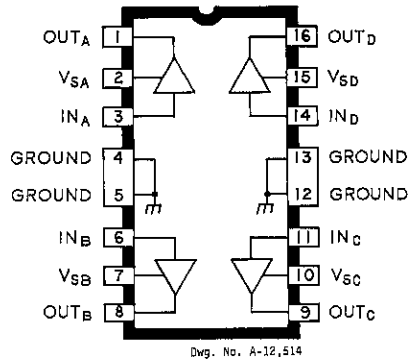 OUTA 1 16 OUTD
VSA 2 15 VSD
INA 3 14 IND
GROUND 4 13 GROUND
GROUND 5 12 GROUND
INB 6 11 INC
VSB 7 10 VSC
OUTB 8 9 OUTC
Dwg. No. A-12,514